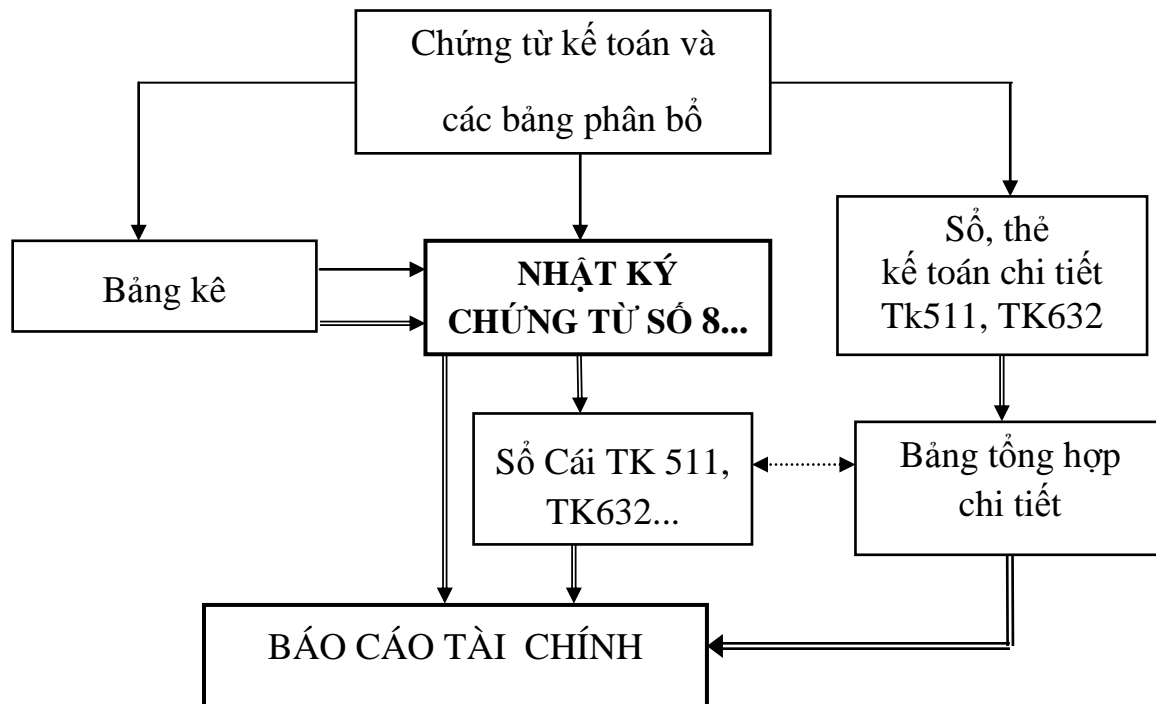 Chứng từ kế toán và
các bảng phân bổ
Bảng kê
NHẬT KÝ
CHỨNG TỪ SỐ 8...
Sổ, thẻ
kế toán chi tiết
Tk511, TK632
Sổ Cái TK 511,
TK632...
Bảng tổng hợp
chi tiết
BÁO CÁO TÀI CHÍNH